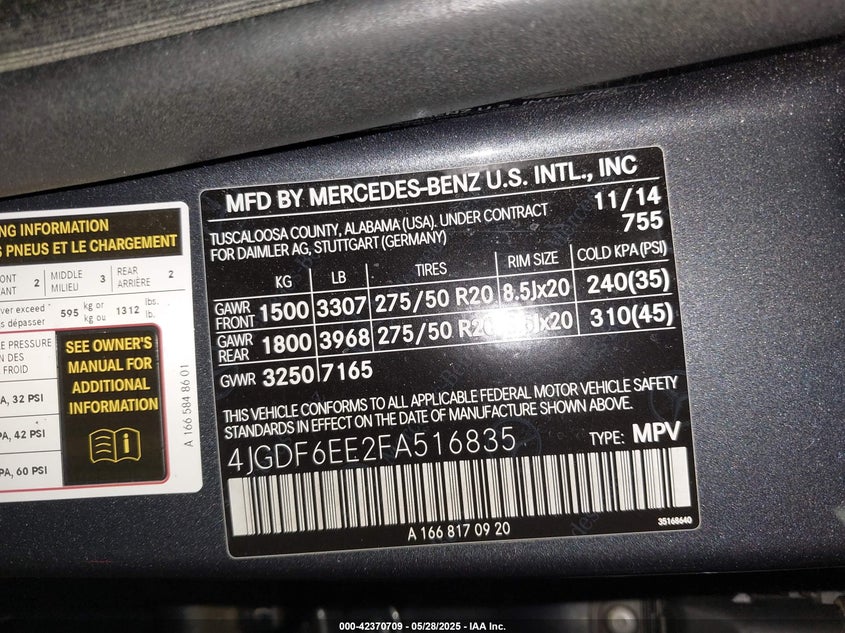 MFD BY MERCEDES-BENZ U.S. INTL., INC
TUSCALOOSA COUNTY, ALABAMA (USA). UNDER CONTRACT 11/14
FOR DAIMLER AG, STUTTGART (GERMANY) 755
KG LB TIRES RIM SIZE COLD KPA(PSI)
GAWR FRONT 1500 3307 275/50 R20 8.5Jx20 240(35)
GAWR REAR 1800 3968 275/50 R20 8.5Jx20 310(45)
GVWR 3250 7165
THIS VEHICLE CONFORMS TO ALL APPLICABLE FEDERAL MOTOR VEHICLE SAFETY
STANDARDS IN EFFECT ON THE DATE OF MANUFACTURE SHOWN ABOVE.
4JGDF6EE2FA516835 TYPE: MPV
A 166 817 09 20
35168640
NG INFORMATION
PNEUS ET LE CHARGEMENT
2 MIDDLE MILIEU 3 REAR ARRIÈRE 2
ver exceed 595 kg or 1312 lbs.
dépasser kg ou lb.
PRESSURE
DES
FROID
SEE OWNER'S
MANUAL FOR
ADDITIONAL
INFORMATION
32 PSI
42 PSI
60 PSI
A 166 584 86 01
000-42370709 - 05/28/2025 - IAA Inc.